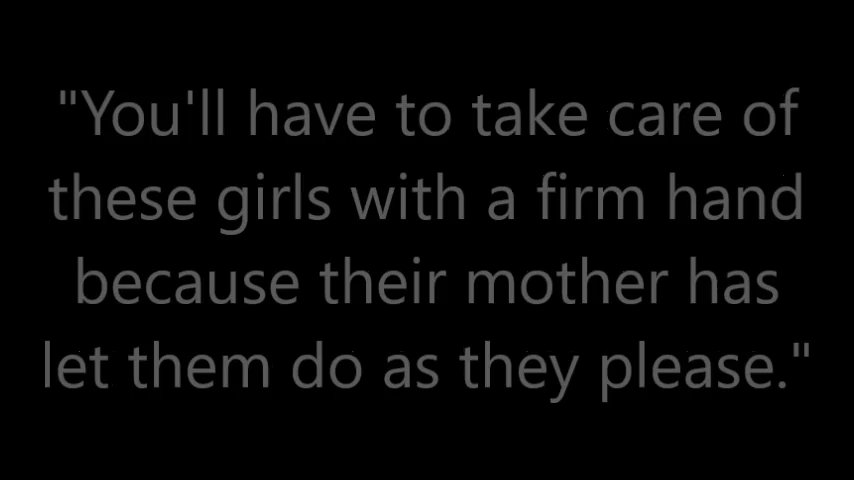 "You'll have to take care of
these girls with a firm hand
because their mother has
let them do as they please."